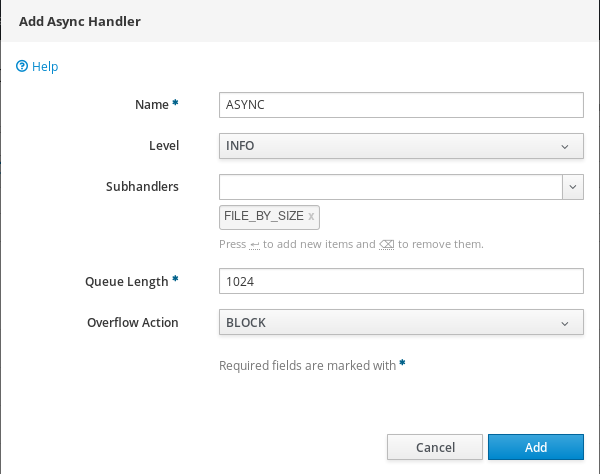 Add Async Handler
Help
Name *
ASYNC
Level
INFO
Subhandlers
FILE_BY_SIZE x
Press ↩ to add new items and ⌫ to remove them.
Queue Length *
1024
Overflow Action
BLOCK
Required fields are marked with *
Cancel
Add